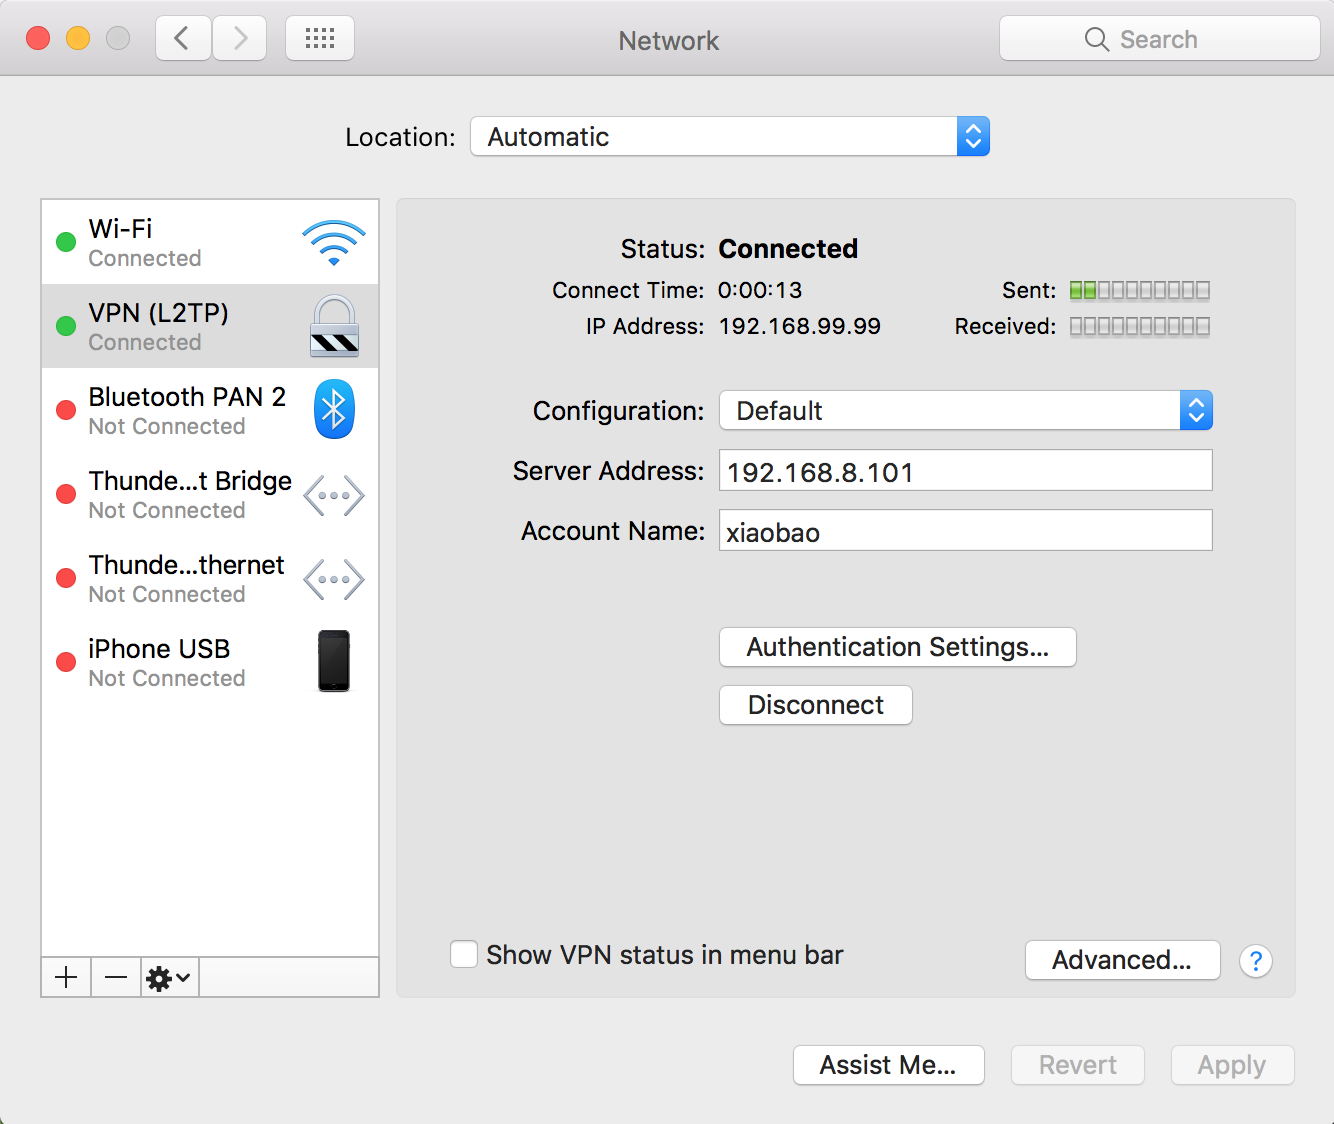 Network
Search
Location: Automatic
Wi-Fi
Connected
VPN (L2TP)
Connected
Bluetooth PAN 2
Not Connected
Thunde...t Bridge
Not Connected
Thunde...thernet
Not Connected
iPhone USB
Not Connected
Status: Connected
Connect Time: 0:00:13 Sent:
IP Address: 192.168.99.99 Received:
Configuration: Default
Server Address: 192.168.8.101
Account Name: xiaobao
Authentication Settings...
Disconnect
Show VPN status in menu bar
Advanced... ?
Assist Me... Revert Apply